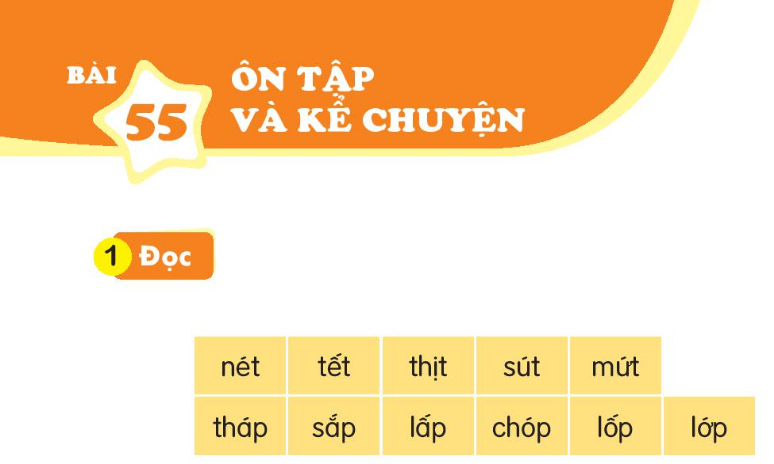 BÀI
55
ÔN TẬP
VÀ KỂ CHUYỆN
1 Đọc
nét tết thịt sút mứt
tháp sắp lấp chóp lốp lớp